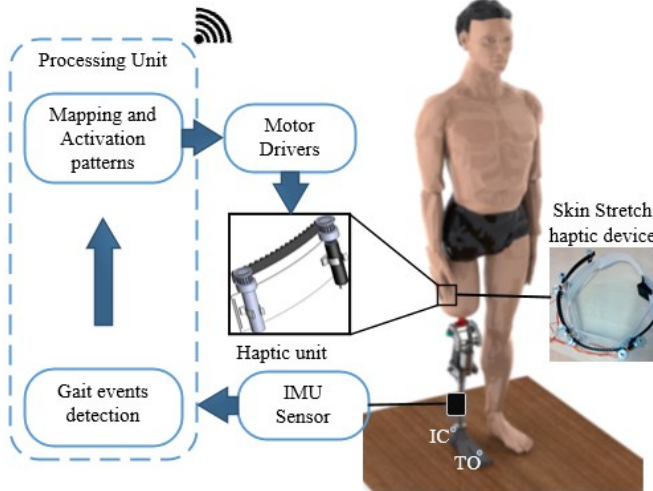 Processing Unit
Mapping and
Activation
patterns
Motor
Drivers
Skin Stretch
haptic device
Haptic unit
Gait events
detection
IMU
Sensor
IC°
TO°